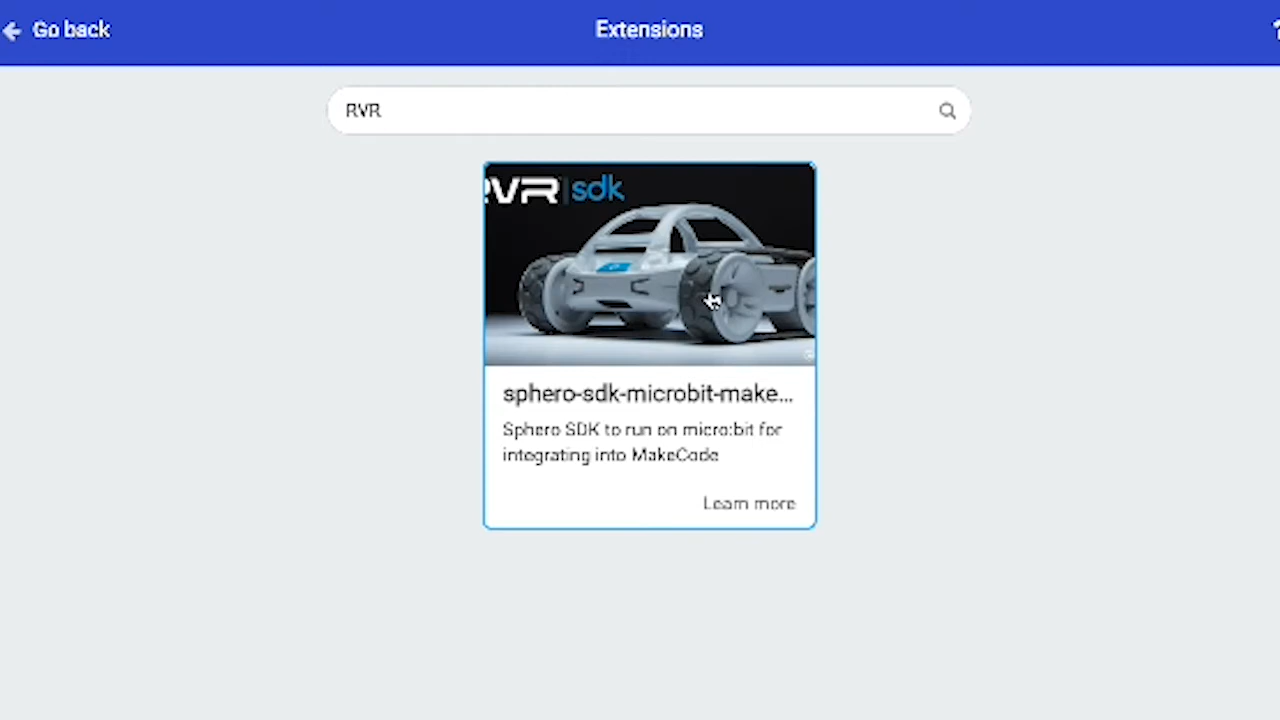 Go back
Extensions
RVR
RVR|sdk
sphero-sdk-microbit-make...
Sphero SDK to run on micro:bit for
integrating into MakeCode
Learn more